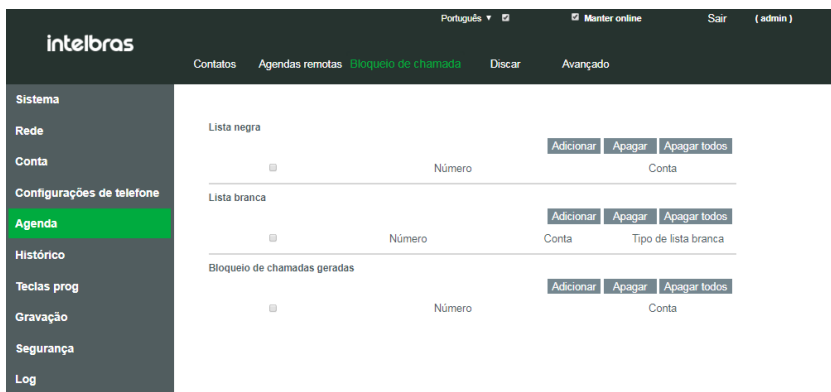 Português ▼ Manter online Sair ( admin )
intelbras
Contatos Agendas remotas Bloqueio de chamada Discar Avançado
Sistema
Rede
Conta
Configurações de telefone
Agenda
Histórico
Teclas prog
Gravação
Segurança
Log
Lista negra
Adicionar Apagar Apagar todos
Número Conta
Lista branca
Adicionar Apagar Apagar todos
Número Conta Tipo de lista branca
Bloqueio de chamadas geradas
Adicionar Apagar Apagar todos
Número Conta